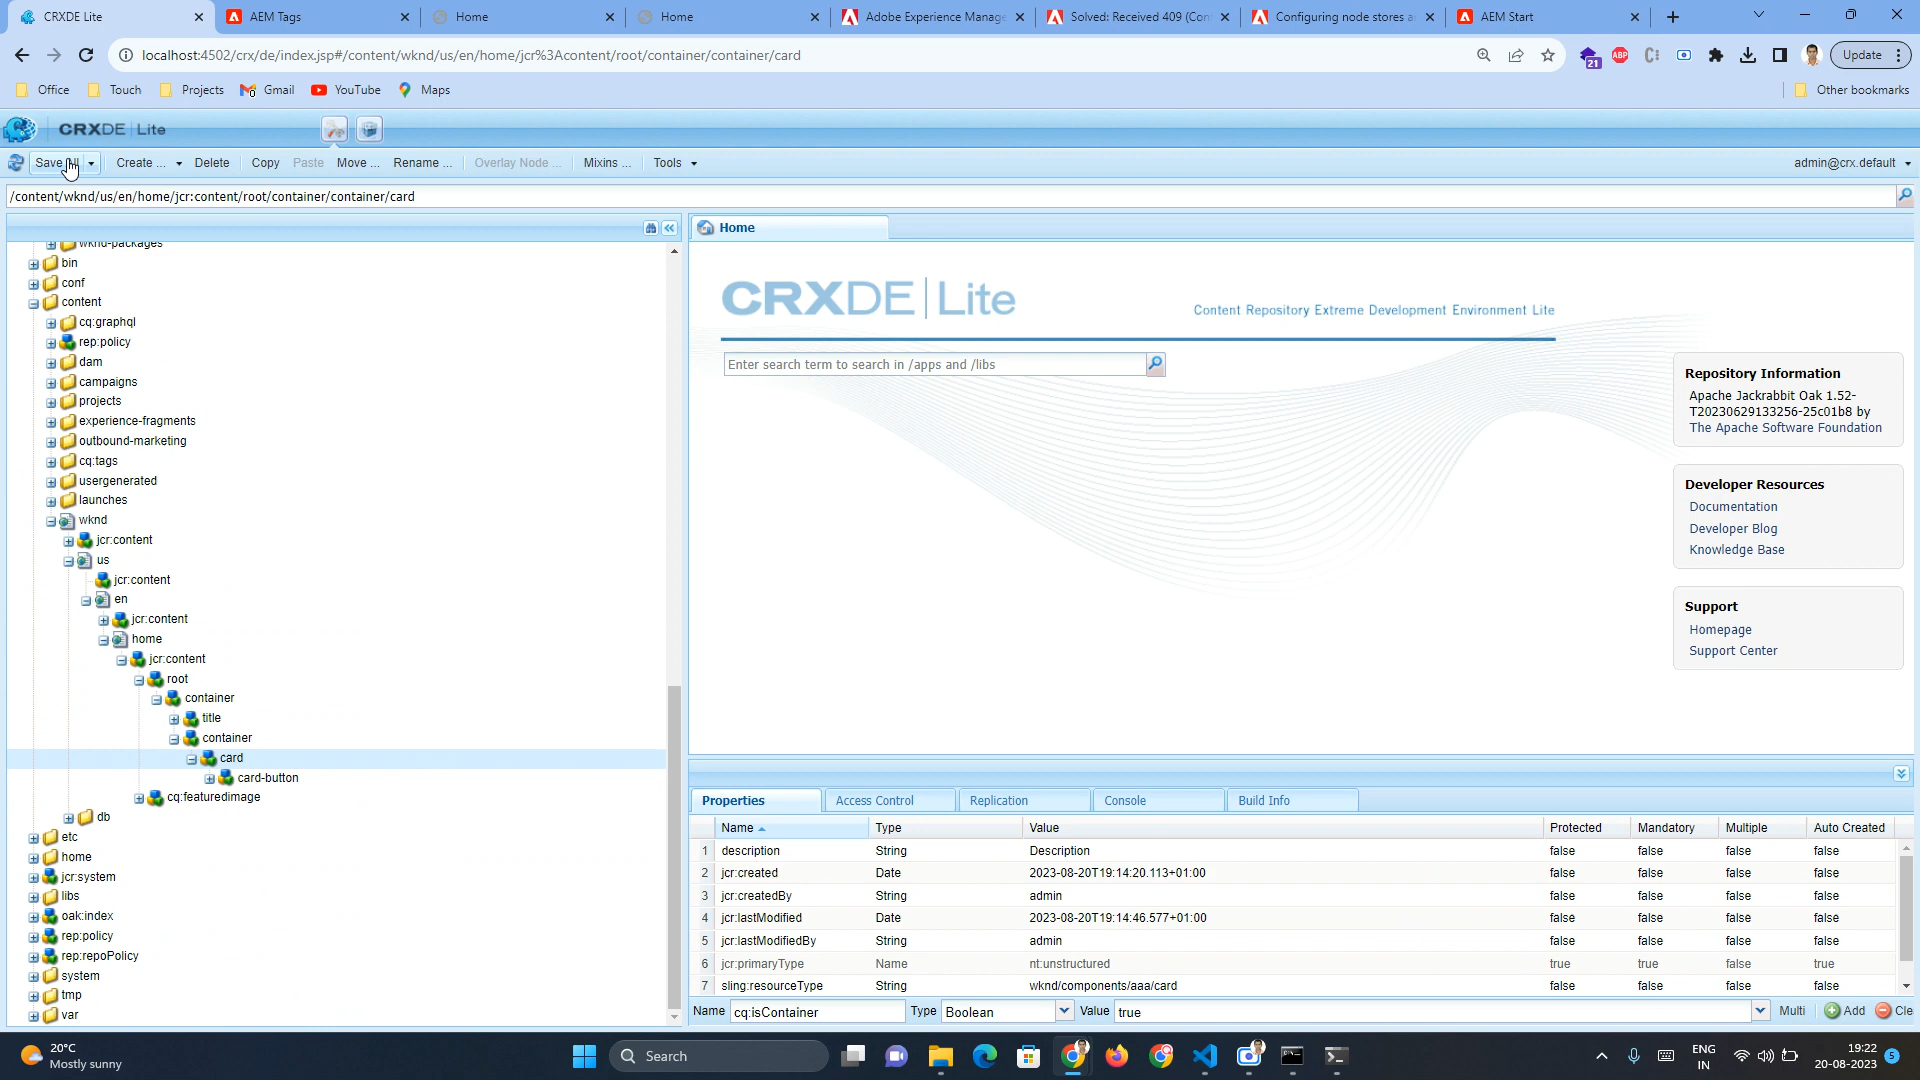 CRXDE Lite
AEM Tags
Home
Home
Adobe Experience Manage
Solved: Received 409 (Con
Configuring node stores a
AEM Start
localhost:4502/crx/de/index.jsp#/content/wknd/us/en/home/jcr%3Acontent/root/container/container/card
21
ABP
Update
Office
Touch
Projects
Gmail
YouTube
Maps
Other bookmarks
CRXDE | Lite
Save All
Create ...
Delete
Copy
Paste
Move ...
Rename ...
Overlay Node ...
Mixins ...
Tools
admin@crx.default
/content/wknd/us/en/home/jcr:content/root/container/container/card
wknd-packages
bin
conf
content
cq:graphql
rep:policy
dam
campaigns
projects
experience-fragments
outbound-marketing
cq:tags
usergenerated
launches
wknd
jcr:content
us
jcr:content
en
jcr:content
home
jcr:content
root
container
title
container
card
card-button
cq:featuredimage
db
etc
home
jcr:system
libs
oak:index
rep:policy
rep:repoPolicy
system
tmp
var
Home
CRXDE | Lite
Content Repository Extreme Development Environment Lite
Enter search term to search in /apps and /libs
Repository Information
Apache Jackrabbit Oak 1.52-
T20230629133256-25c01b8 by
The Apache Software Foundation
Developer Resources
Documentation
Developer Blog
Knowledge Base
Support
Homepage
Support Center
Properties
Access Control
Replication
Console
Build Info
Name Type Value Protected Mandatory Multiple Auto Created
1 description String Description false false false false
2 jcr:created Date 2023-08-20T19:14:20.113+01:00 false false false false
3 jcr:createdBy String admin false false false false
4 jcr:lastModified Date 2023-08-20T19:14:46.577+01:00 false false false false
5 jcr:lastModifiedBy String admin false false false false
6 jcr:primaryType Name nt:unstructured true true false true
7 sling:resourceType String wknd/components/aaa/card false false false false
Name cq:isContainer Type Boolean Value true Multi Add Cle
20°C
Mostly sunny
Search
ENG
IN
19:22
20-08-2023
5